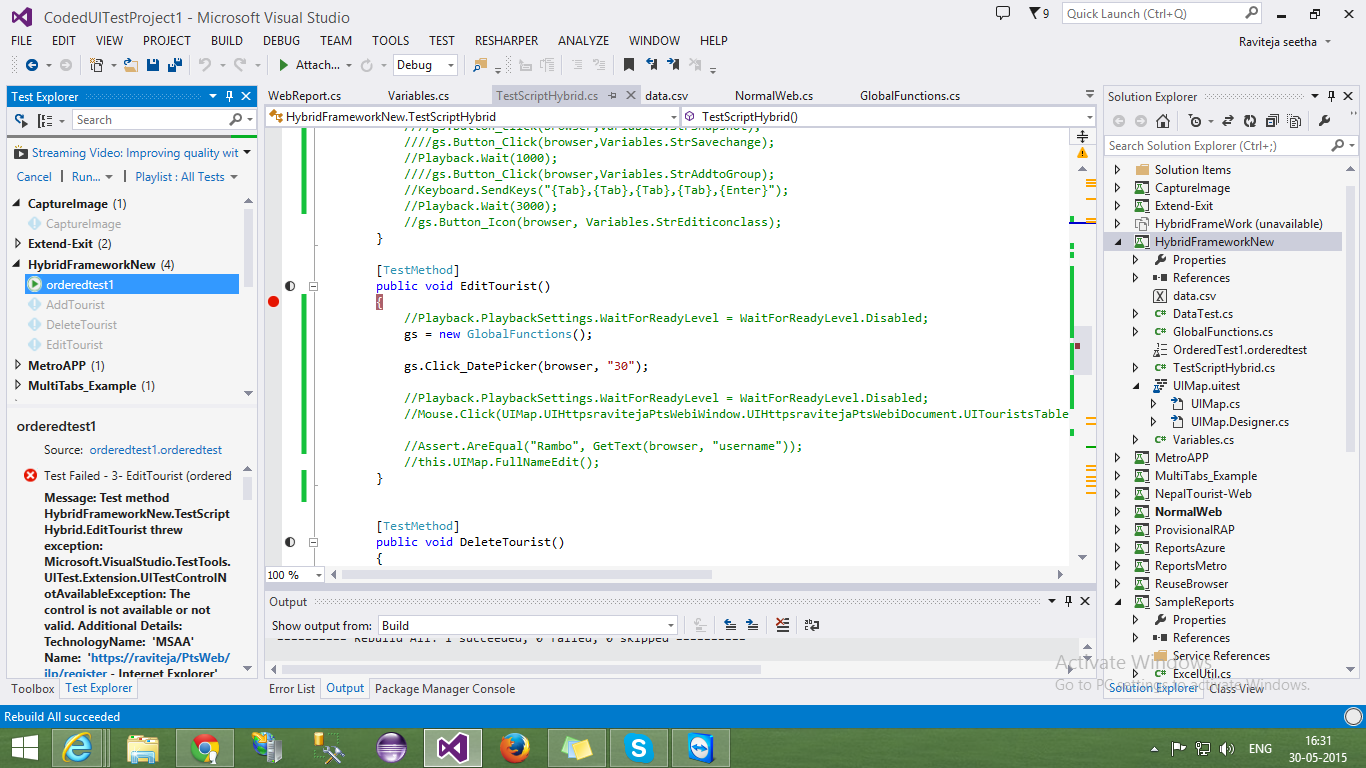 CodedUITestProject1 - Microsoft Visual Studio
9
Quick Launch (Ctrl+Q)
FILE EDIT VIEW PROJECT BUILD DEBUG TEAM TOOLS TEST RESHARPER ANALYZE WINDOW HELP
Raviteja seetha
Attach... Debug
Test Explorer
Search
Streaming Video: Improving quality wit
Cancel | Run... | Playlist : All Tests
CaptureImage (1)
CaptureImage
Extend-Exit (2)
HybridFrameworkNew (4)
orderedtest1
AddTourist
DeleteTourist
EditTourist
MetroAPP (1)
MultiTabs_Example (1)
orderedtest1
Source: orderedtest1.orderedtest
Test Failed - 3- EditTourist (ordered
Message: Test method
HybridFrameworkNew.TestScript
Hybrid.EditTourist threw
exception:
Microsoft.VisualStudio.TestTools.
UITest.Extension.UITestControlN
otAvailableException: The
control is not available or not
valid. Additional Details:
TechnologyName: 'MSAA'
Name: 'https://raviteja/PtsWeb/
ilp/register - Internet Explorer'
Toolbox Test Explorer
WebReport.cs Variables.cs TestScriptHybrid.cs data.csv NormalWeb.cs GlobalFunctions.cs
HybridFrameworkNew.TestScriptHybrid TestScriptHybrid()
////gs.Button_Click(browser,Variables.StrSnapshot);
////gs.Button_Click(browser,Variables.StrSavechange);
//Playback.Wait(1000);
////gs.Button_Click(browser,Variables.StrAddtoGroup);
//Keyboard.SendKeys("{Tab},{Tab},{Tab},{Tab},{Enter}");
//Playback.Wait(3000);
//gs.Button_Icon(browser, Variables.StrEditiconclass);
}
[TestMethod]
public void EditTourist()
{
//Playback.PlaybackSettings.WaitForReadyLevel = WaitForReadyLevel.Disabled;
gs = new GlobalFunctions();
gs.Click_DatePicker(browser, "30");
//Playback.PlaybackSettings.WaitForReadyLevel = WaitForReadyLevel.Disabled;
//Mouse.Click(UIMap.UIHttpsravitejaPtsWebiWindow.UIHttpsravitejaPtsWebiDocument.UITouristsTable
//Assert.AreEqual("Rambo", GetText(browser, "username"));
//this.UIMap.FullNameEdit();
}
[TestMethod]
public void DeleteTourist()
{
100 %
Output
Show output from: Build
========== Rebuild All: 1 succeeded, 0 failed, 0 skipped ==========
Error List Output Package Manager Console
Solution Explorer
Search Solution Explorer (Ctrl+;)
Solution Items
CaptureImage
Extend-Exit
HybridFrameWork (unavailable)
HybridFrameworkNew
Properties
References
data.csv
DataTest.cs
GlobalFunctions.cs
OrderedTest1.orderedtest
TestScriptHybrid.cs
UIMap.uitest
UIMap.cs
UIMap.Designer.cs
Variables.cs
MetroAPP
MultiTabs_Example
NepalTourist-Web
NormalWeb
ProvisionalRAP
ReportsAzure
ReportsMetro
ReuseBrowser
SampleReports
Properties
References
Service References
ExcelUtil.cs
Solution Explorer Class View
Activate Windows
Go to PC settings to activate Windows.
Rebuild All succeeded
ENG
16:31
30-05-2015